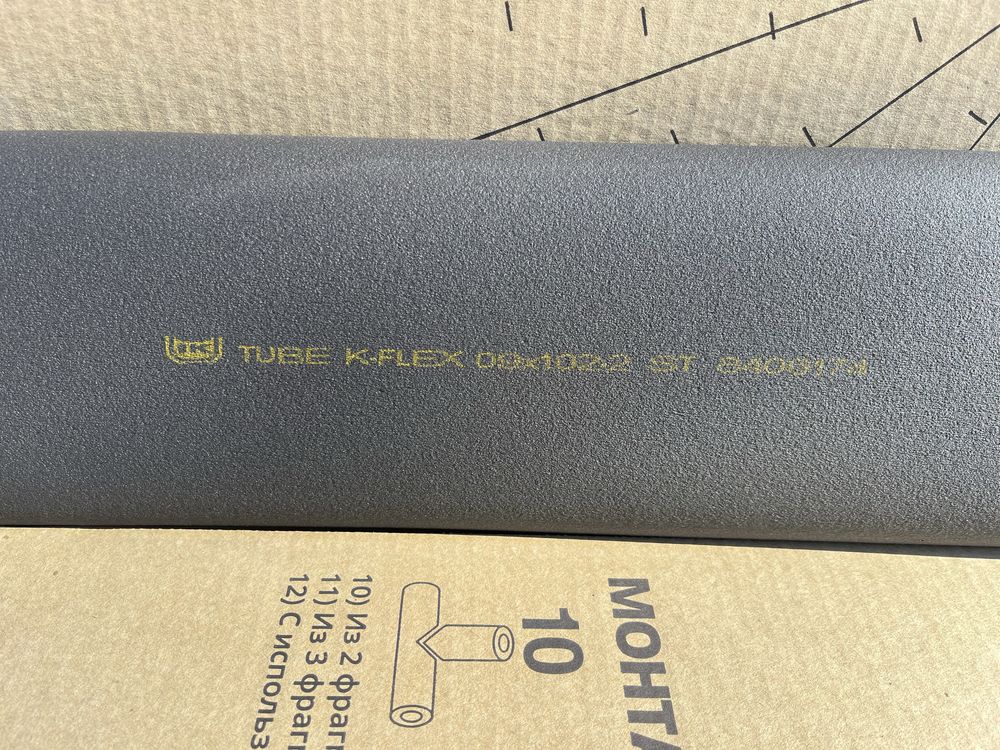 TUBE K-FLEX 09x102-2 ST
МОНТА
10
10) Из 2 фраг
11) Из 3 фраг
12) С использ